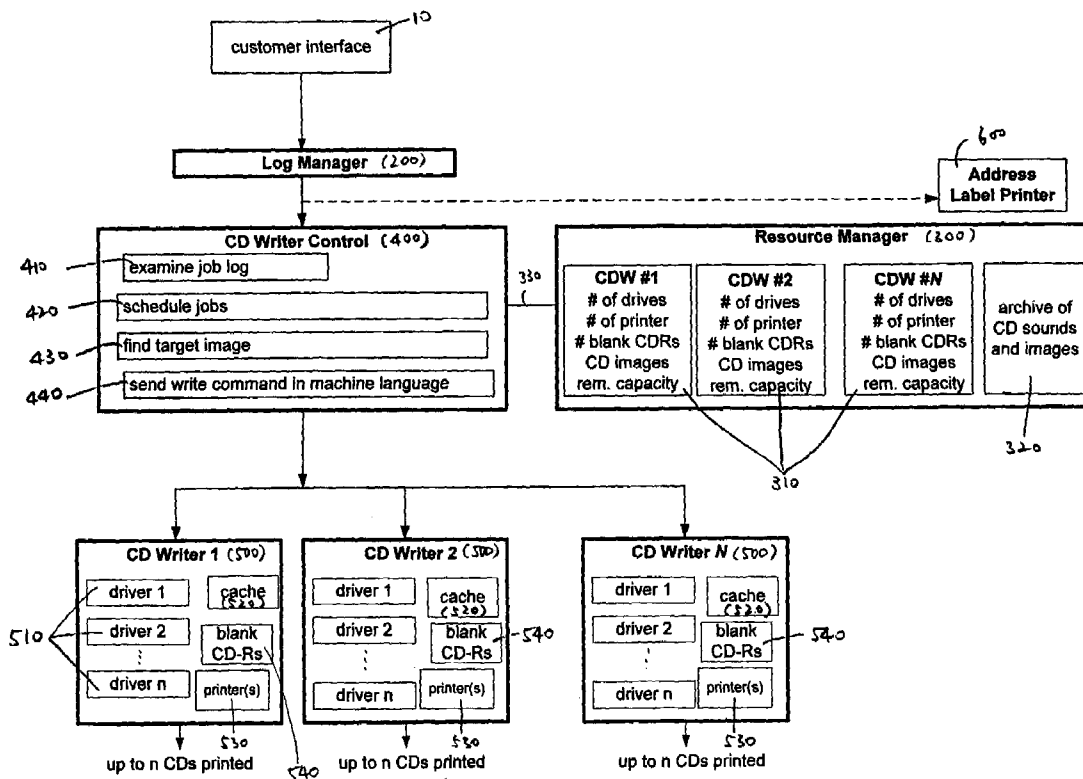 10
customer interface
Log Manager (200)
600
Address
Label Printer
CD Writer Control (400)
410
examine job log
420
schedule jobs
430
find target image
440
send write command in machine language
330
Resource Manager (300)
CDW #1
# of drives
# of printer
# blank CDRs
CD images
rem. capacity
CDW #2
# of drives
# of printer
# blank CDRs
CD images
rem. capacity
CDW #N
# of drives
# of printer
# blank CDRs
CD images
rem. capacity
archive of
CD sounds
and images
310
320
CD Writer 1 (500)
510
driver 1
driver 2
driver n
cache
(520)
blank
CD-Rs
printer(s)
530
540
up to n CDs printed
CD Writer 2 (500)
driver 1
driver 2
driver n
cache
(520)
blank
CD-Rs
540
printer(s)
530
up to n CDs printed
CD Writer N (500)
driver 1
driver 2
driver n
cache
(520)
blank
CD-Rs
540
printer(s)
530
up to n CDs printed